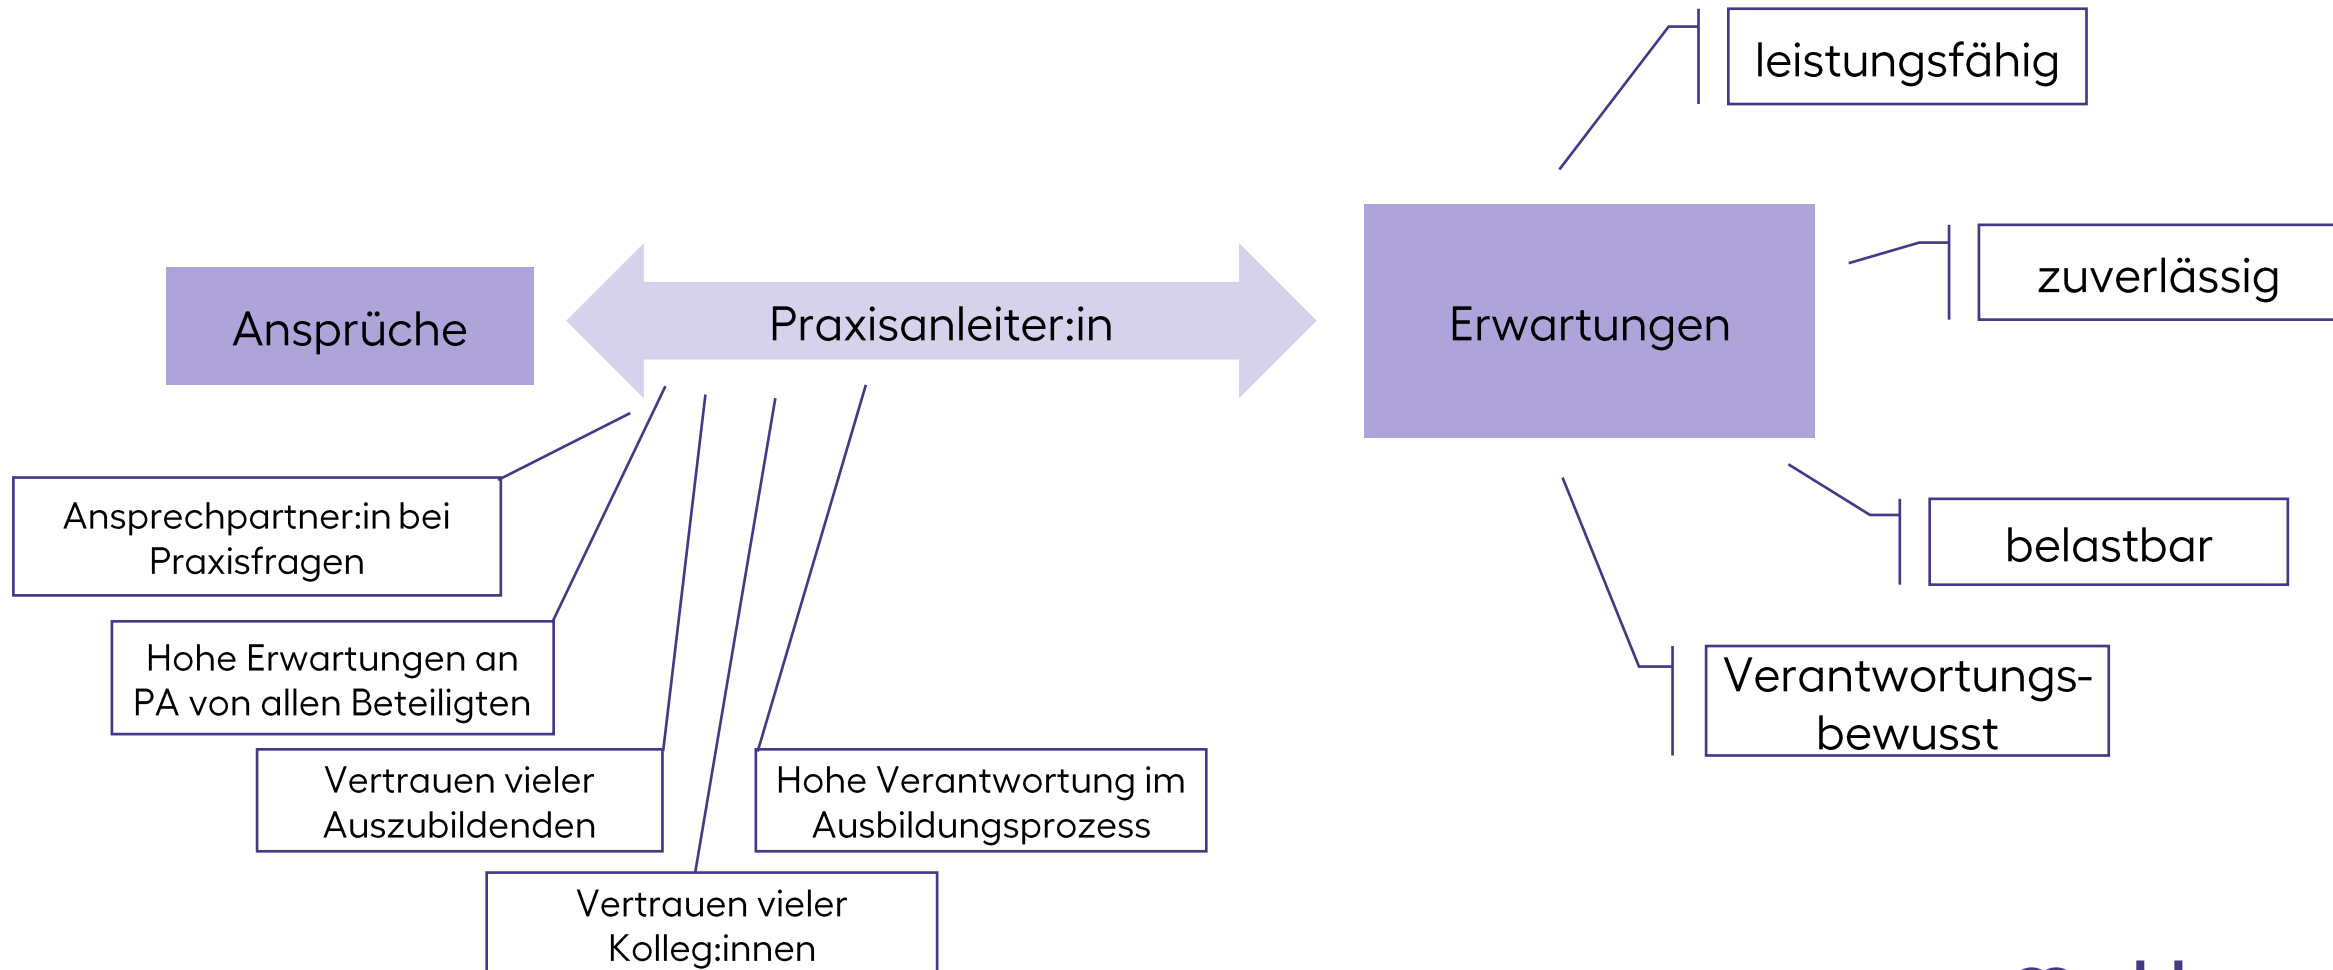 leistungsfähig
zuverlässig
Ansprüche
Praxisanleiter:in
Erwartungen
Ansprechpartner:in bei
Praxisfragen
belastbar
Hohe Erwartungen an
PA von allen Beteiligten
Verantwortungs-
bewusst
Vertrauen vieler
Auszubildenden
Hohe Verantwortung im
Ausbildungsprozess
Vertrauen vieler
Kolleg:innen